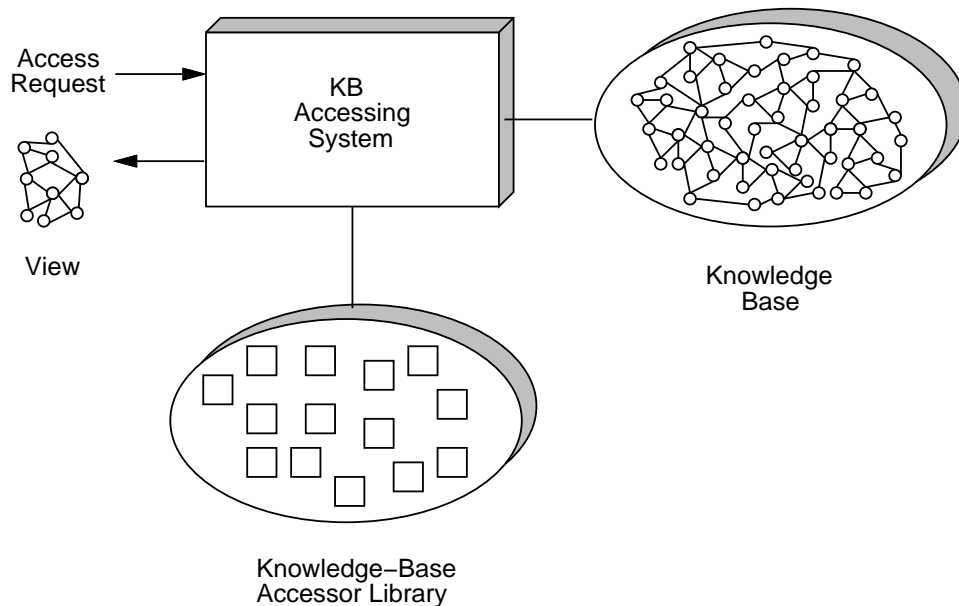 Access
Request
KB
Accessing
System
View
Knowledge
Base
Knowledge−Base
Accessor Library